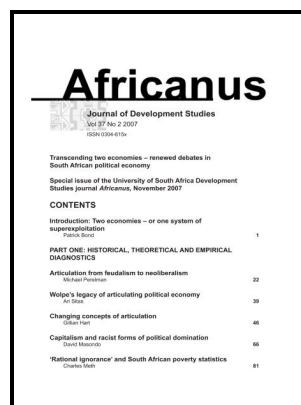 Africanus
Journal of Development Studies
Vol 37 No 2 2007
ISSN 0304-615x
Transcending two economies – renewed debates in
South African political economy
Special issue of the University of South Africa Development
Studies journal Africanus, November 2007
CONTENTS
Introduction: Two economies – or one system of
superexploitation
Patrick Bond 1
PART ONE: HISTORICAL, THEORETICAL AND EMPIRICAL
DIAGNOSTICS
Articulation from feudalism to neoliberalism
Michael Perelman 22
Wolpe's legacy of articulating political economy
Ari Sitas 39
Changing concepts of articulation
Gillian Hart 46
Capitalism and racist forms of political domination
David Masondo 66
'Rational ignorance' and South African poverty statistics
Charles Meth 81